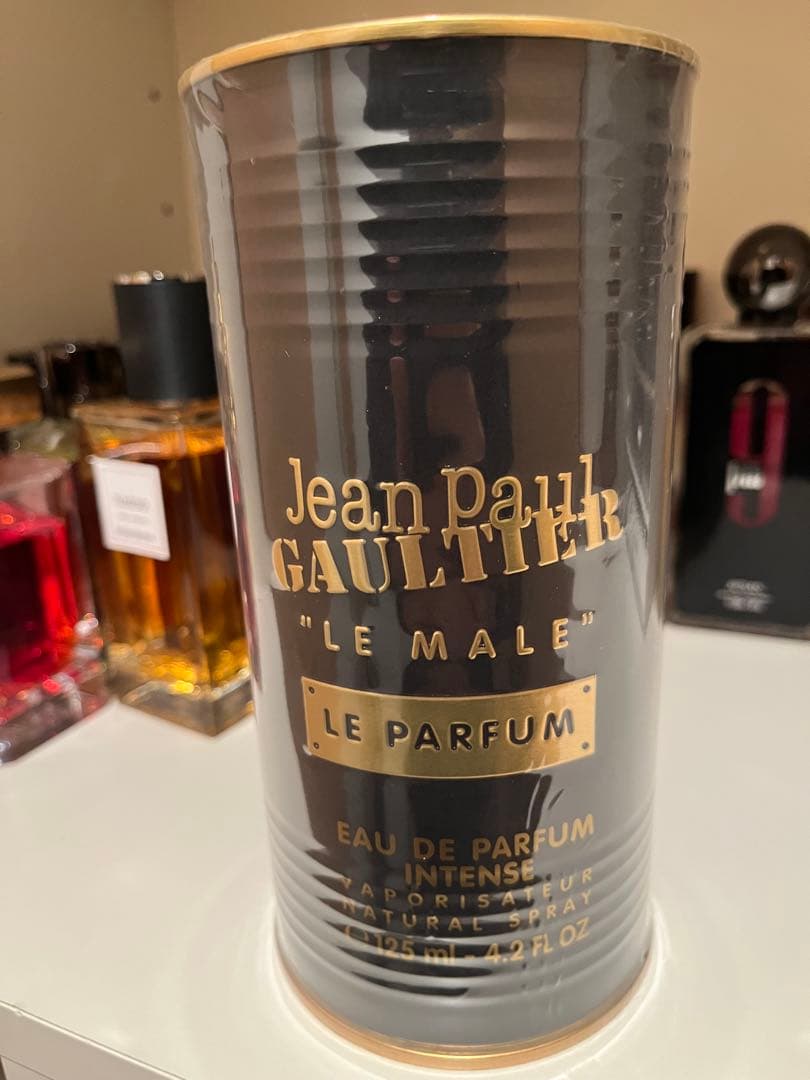 Jean Paul
GAULTIER
"LE MALE"
LE PARFUM
EAU DE PARFUM
INTENSE
VAPORISATEUR
NATURAL SPRAY
125 ml - 4.2 FL OZ